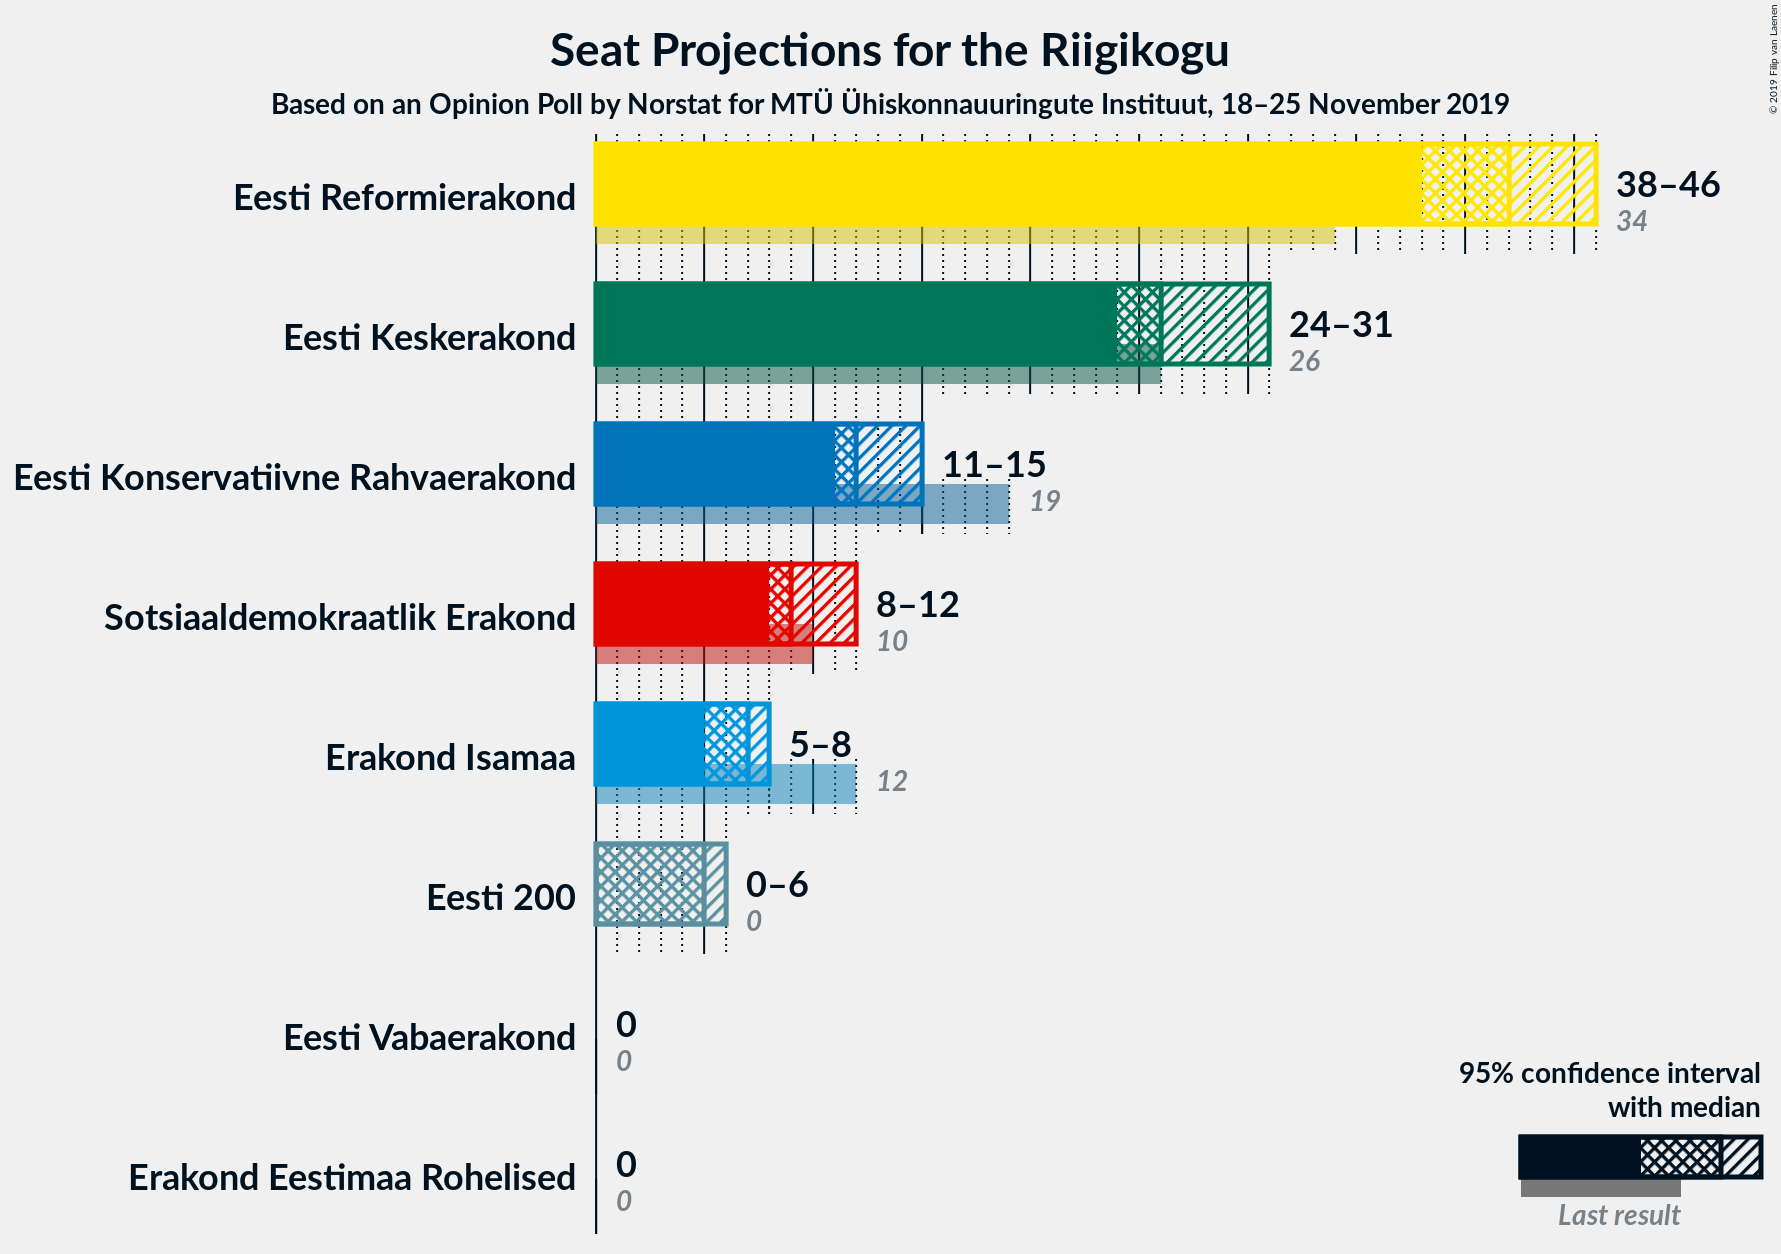 Seat Projections for the Riigikogu
Based on an Opinion Poll by Norstat for MTÜ Ühiskonnauuringute Instituut, 18–25 November 2019
© 2019 Filip van Laenen
Eesti Reformierakond
38–46
34
Eesti Keskerakond
24–31
26
Eesti Konservatiivne Rahvaerakond
11–15
19
Sotsiaaldemokraatlik Erakond
8–12
10
Erakond Isamaa
5–8
12
Eesti 200
0–6
0
Eesti Vabaerakond
0
0
Erakond Eestimaa Rohelised
0
0
95% confidence interval
with median
Last result